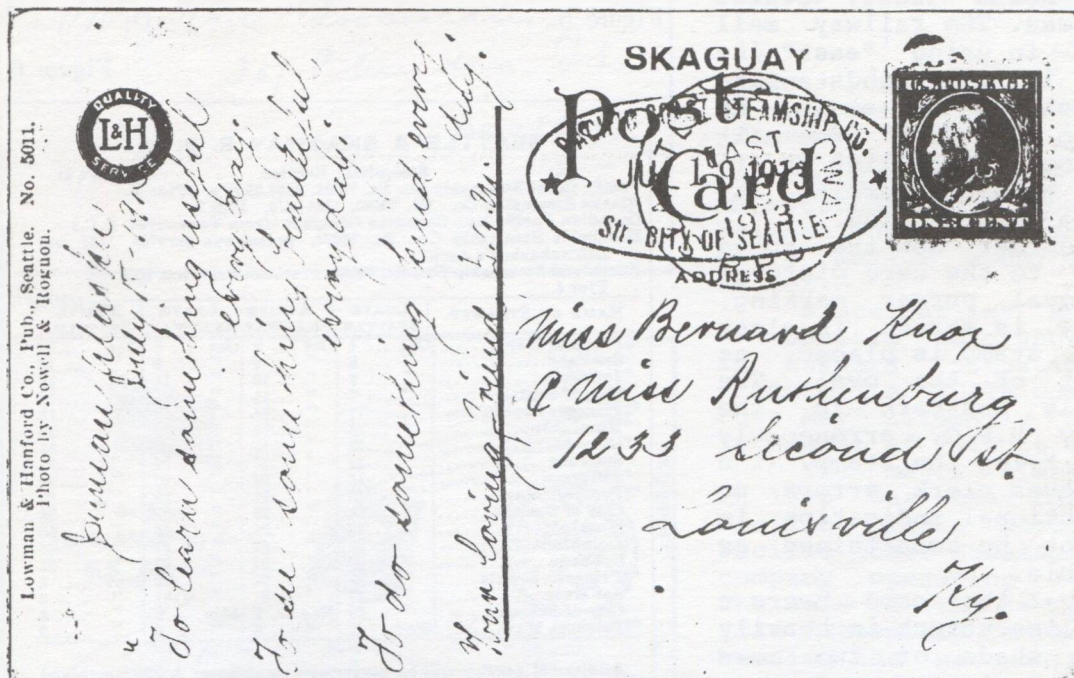 Lowman & Hanford Co., Pub., Seattle. No. 5011.
Photo by Nowell & Rognon.
QUALITY
L&H
SERVICE
Juneau Alaska
July
"To learn something useful
every day
To see something beautiful
every day
To do something kind every
day.
Your loving friend
SKAGUAY
Post
Card
PACIFIC COAST STEAMSHIP CO.
19 1913
Str. CITY OF SEATTLE
EAST
1913
ADDRESS
U.S. POSTAGE
ONE CENT
Miss Bernard Knox
C Miss Ruthenburg
1233 Second St.
Louisville
Ky.